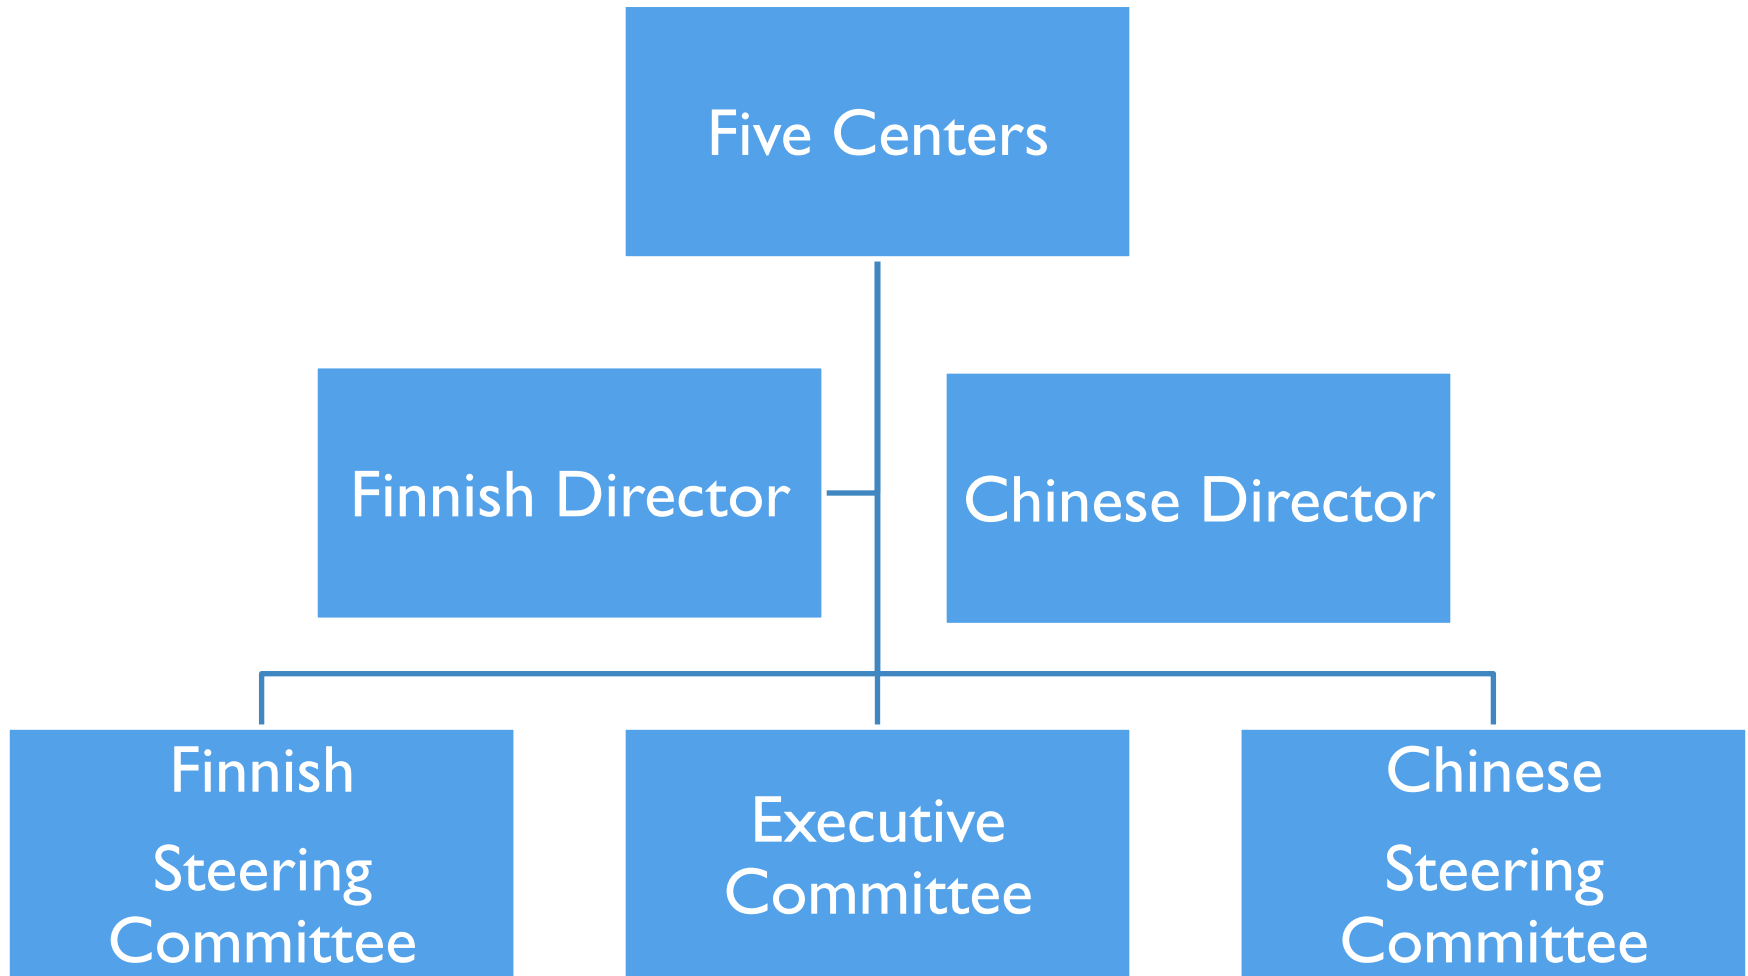 Five Centers
Finnish Director
Chinese Director
Finnish
Steering
Committee
Executive
Committee
Chinese
Steering
Committee